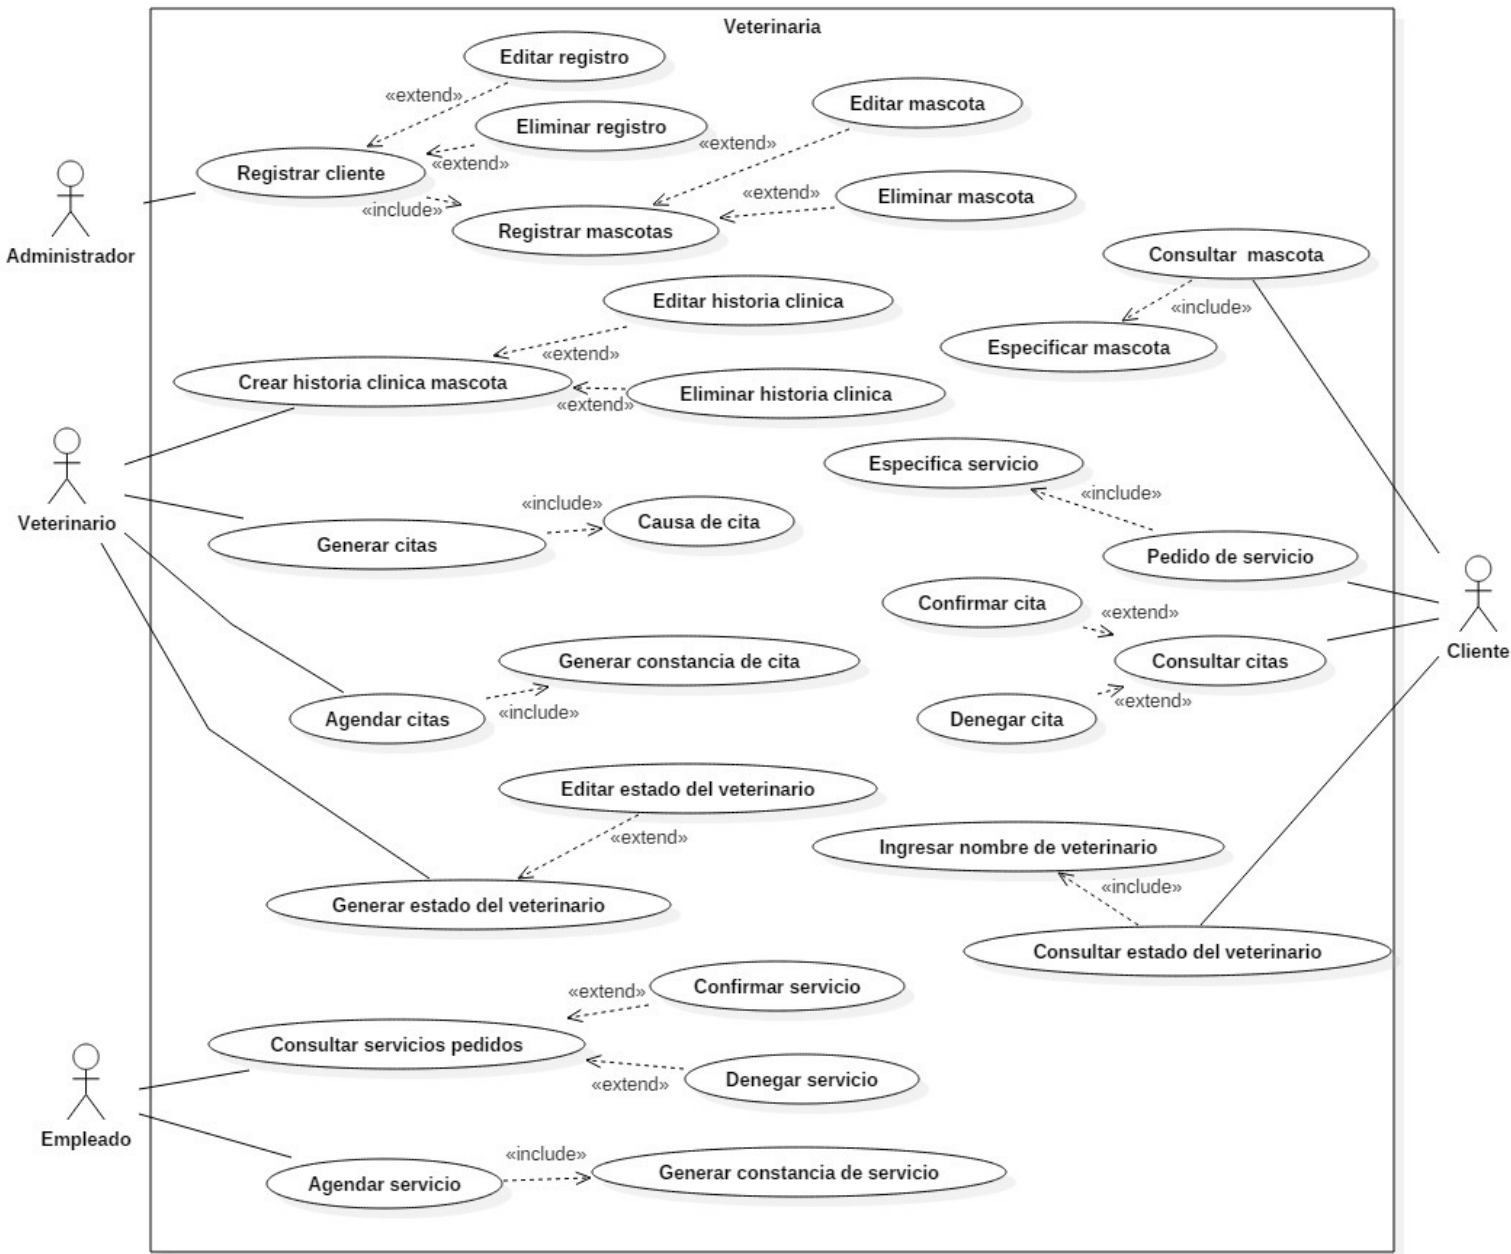 Veterinaria
Editar registro
«extend»
Editar mascota
Eliminar registro
«extend»
«extend»
Registrar cliente
«extend»
Eliminar mascota
«include»
Registrar mascotas
Administrador
Consultar  mascota
Editar historia clinica
«include»
Especificar mascota
«extend»
Crear historia clinica mascota
Eliminar historia clinica
«extend»
Especifica servicio
«include»
«include»
Causa de cita
Veterinario
Generar citas
Pedido de servicio
Confirmar cita
«extend»
Cliente
Generar constancia de cita
Consultar citas
«extend»
Agendar citas
«include»
Denegar cita
Editar estado del veterinario
«extend»
Ingresar nombre de veterinario
«include»
Generar estado del veterinario
Consultar estado del veterinario
Confirmar servicio
«extend»
Consultar servicios pedidos
Denegar servicio
«extend»
Empleado
«include»
Generar constancia de servicio
Agendar servicio